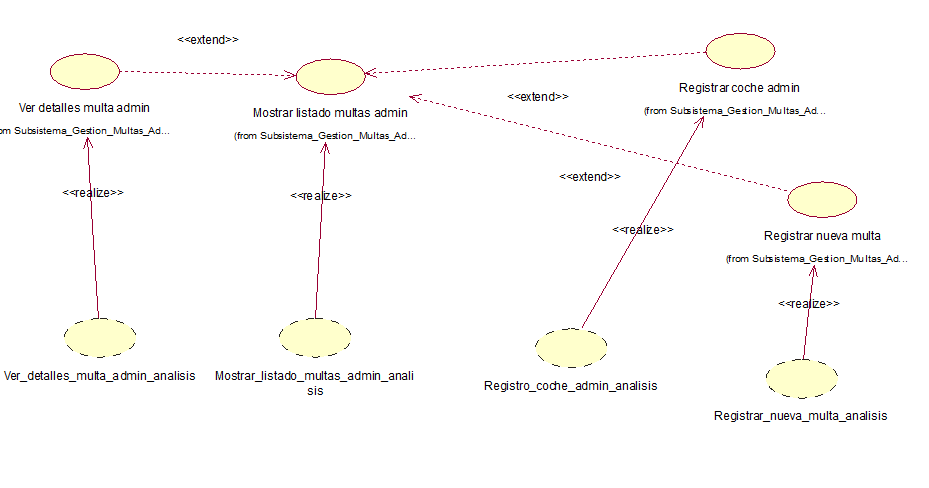 <<extend>>
Ver detalles multa admin
om Subsistema_Gestion_Multas_Ad...
Mostrar listado multas admin
(from Subsistema_Gestion_Multas_Ad...
Registrar coche admin
(from Subsistema_Gestion_Multas_Ad...
<<extend>>
<<extend>>
<<realize>>
<<realize>>
<<realize>>
Registrar nueva multa
(from Subsistema_Gestion_Multas_Ad...
<<realize>>
Ver_detalles_multa_admin_analisis
Mostrar_listado_multas_admin_anali
sis
Registro_coche_admin_analisis
Registrar_nueva_multa_analisis